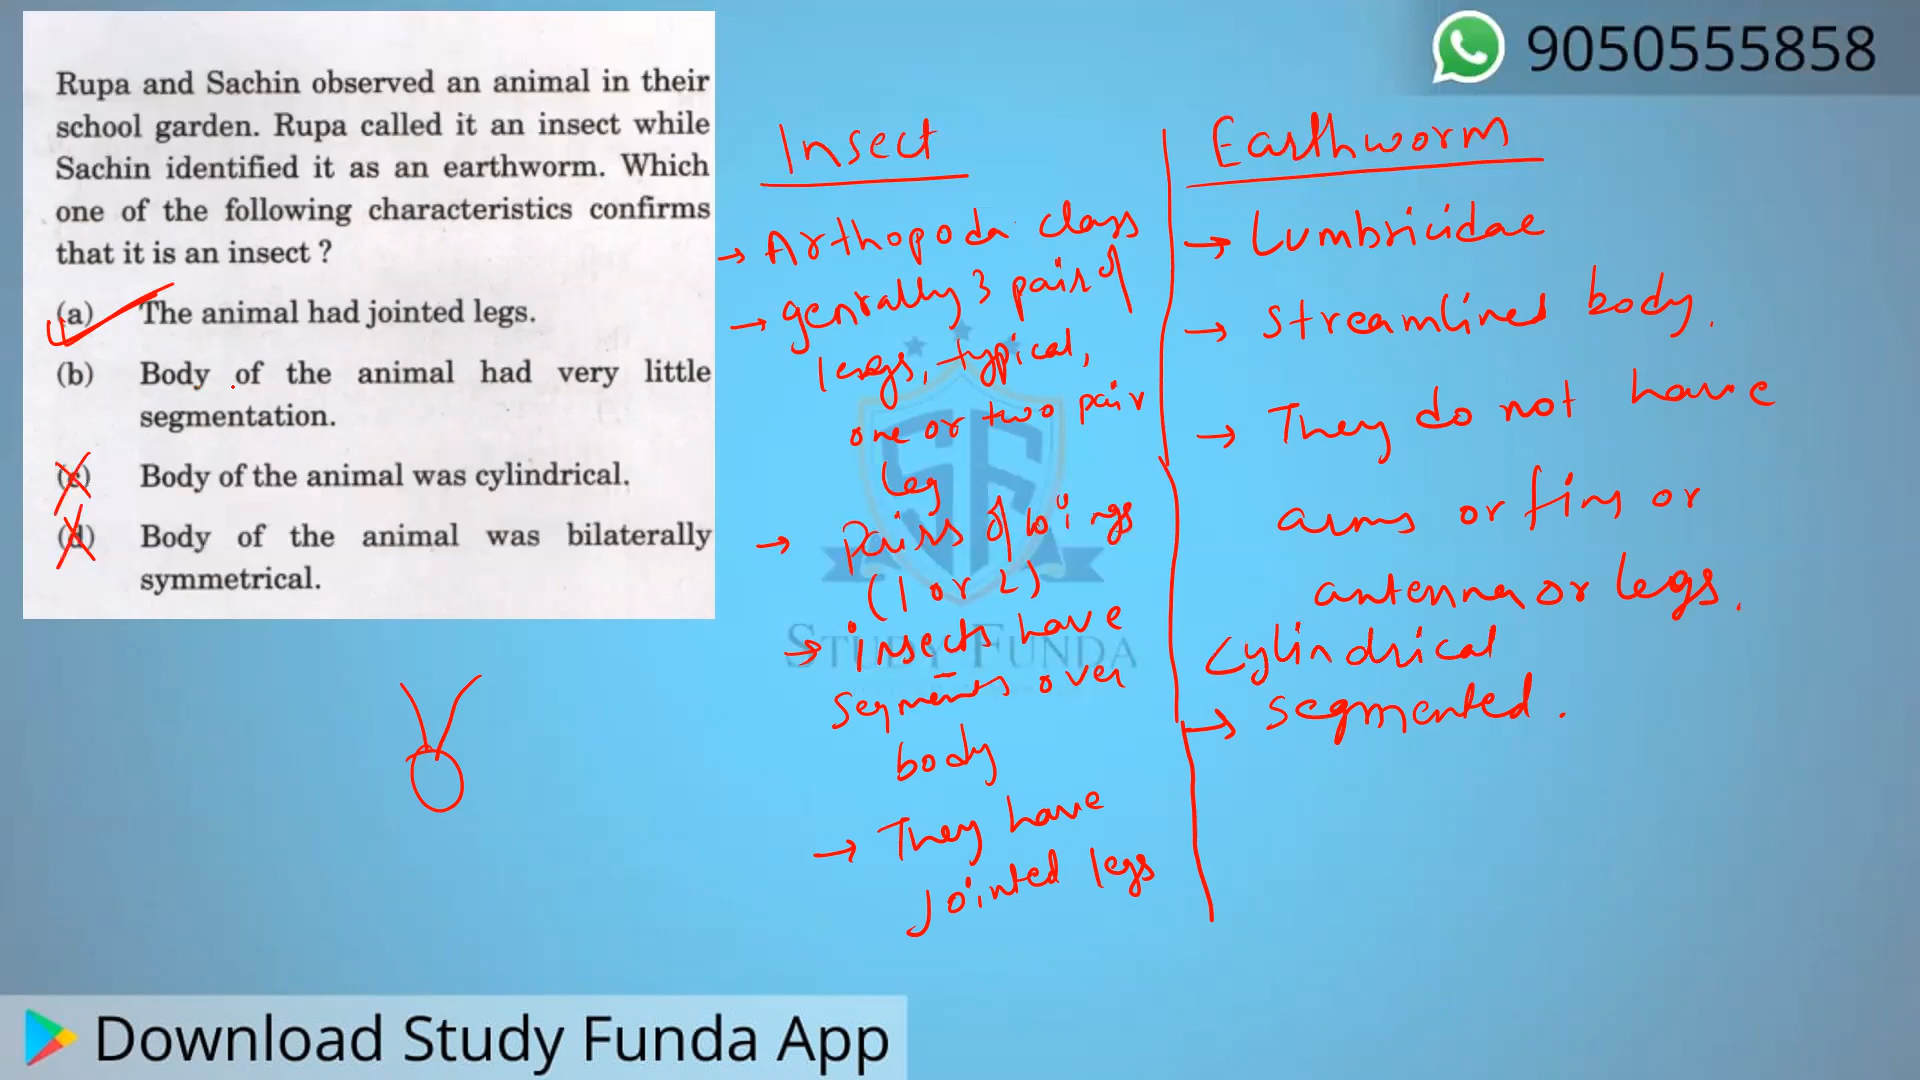 9050555858
Rupa and Sachin observed an animal in their
school garden. Rupa called it an insect while
Sachin identified it as an earthworm. Which
one of the following characteristics confirms
that it is an insect ?
(a) The animal had jointed legs.
(b) Body of the animal had very little
segmentation.
(c) Body of the animal was cylindrical.
(d) Body of the animal was bilaterally
symmetrical.
Insect
→ Arthopoda class
→ genrally 3 pair of
legs, typical,
one or two pair
Leg
→ Pairs of wings
(1 or 2)
→ insects have
segments over
body
→ They have
Jointed legs
Earthworm
→ Lumbricidae
→ streamlined body.
→ They do not have
arms or fins or
antenna or legs.
Cylindrical
→ segmented.
STUDY FUNDA
Download Study Funda App